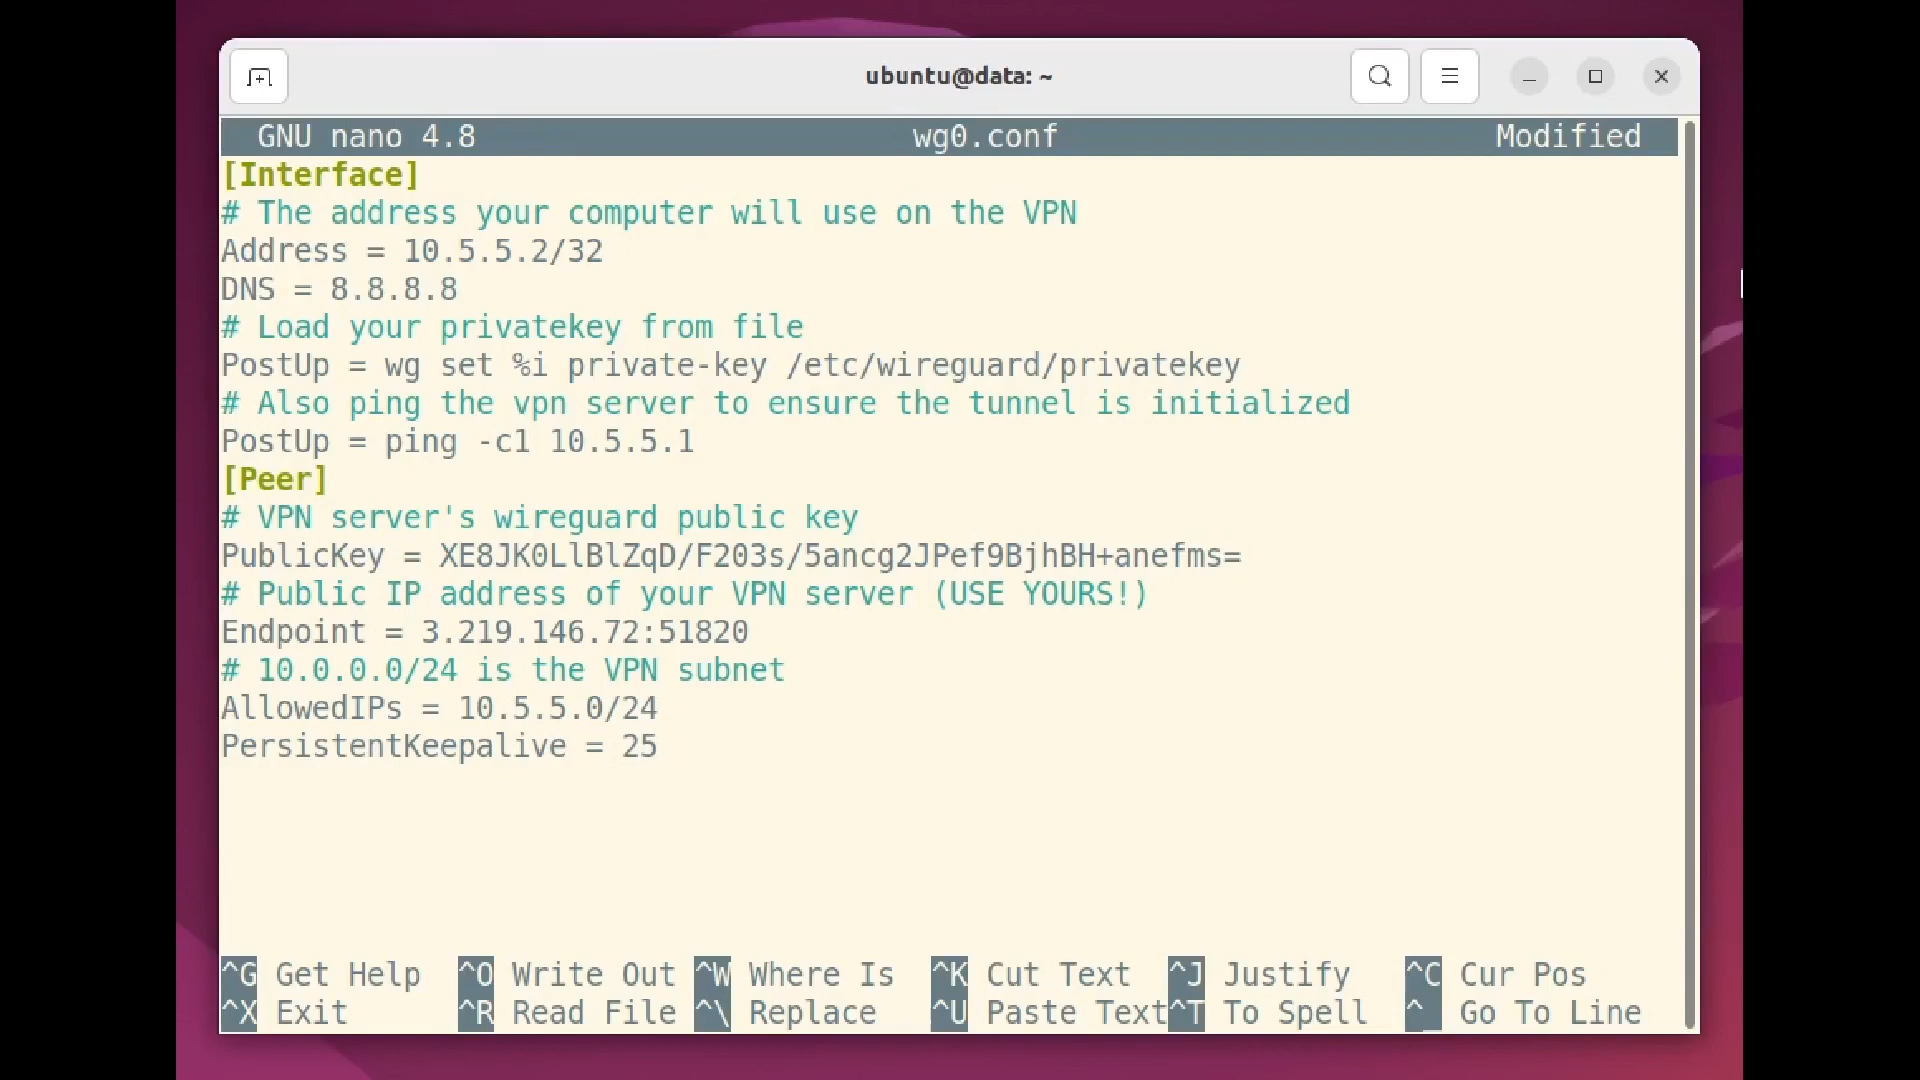 ubuntu@data: ~
GNU nano 4.8 wg0.conf Modified
[Interface]
# The address your computer will use on the VPN
Address = 10.5.5.2/32
DNS = 8.8.8.8
# Load your privatekey from file
PostUp = wg set %i private-key /etc/wireguard/privatekey
# Also ping the vpn server to ensure the tunnel is initialized
PostUp = ping -c1 10.5.5.1
[Peer]
# VPN server's wireguard public key
PublicKey = XE8JK0LlBlZqD/F203s/5ancg2JPef9BjhBH+anefms=
# Public IP address of your VPN server (USE YOURS!)
Endpoint = 3.219.146.72:51820
# 10.0.0.0/24 is the VPN subnet
AllowedIPs = 10.5.5.0/24
PersistentKeepalive = 25
^G Get Help ^O Write Out ^W Where Is ^K Cut Text ^J Justify ^C Cur Pos
^X Exit ^R Read File ^\ Replace ^U Paste Text ^T To Spell ^_ Go To Line